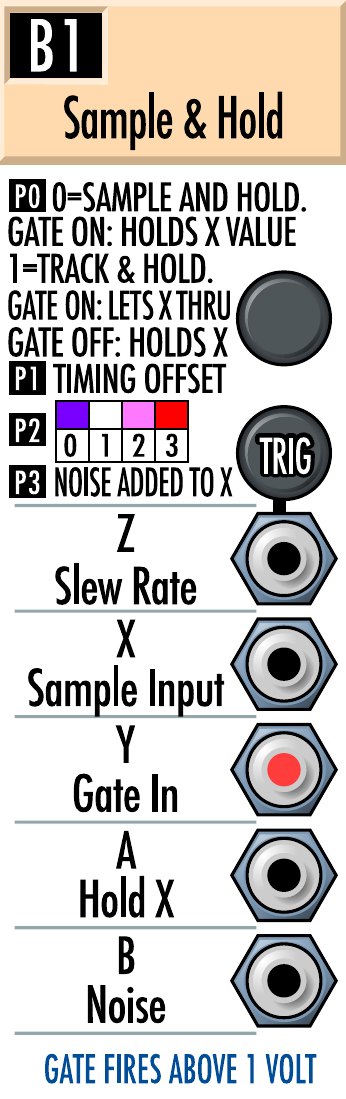 B1
Sample & Hold
P0 0=SAMPLE AND HOLD.
GATE ON: HOLDS X VALUE
1=TRACK & HOLD.
GATE ON: LETS X THRU
GATE OFF: HOLDS X
P1 TIMING OFFSET
P2 0 1 2 3
TRIG
P3 NOISE ADDED TO X
Z
Slew Rate
X
Sample Input
Y
Gate In
A
Hold X
B
Noise
GATE FIRES ABOVE 1 VOLT